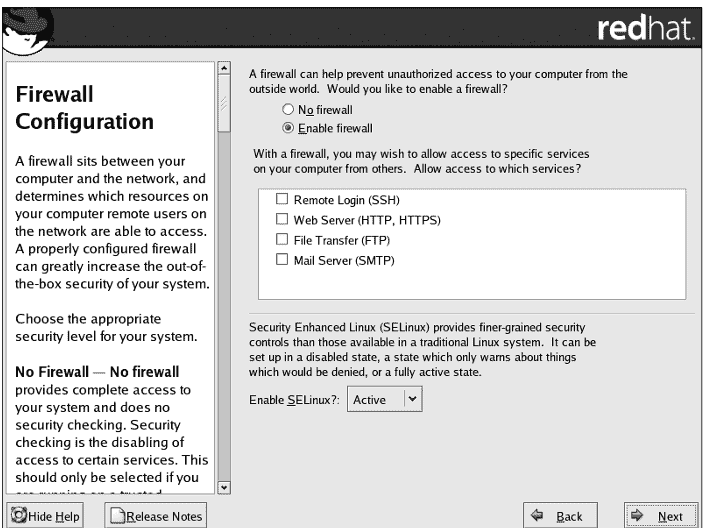 redhat.
Firewall
Configuration
A firewall sits between your
computer and the network, and
determines which resources on
your computer remote users on
the network are able to access.
A properly configured firewall
can greatly increase the out-of-
the-box security of your system.
Choose the appropriate
security level for your system.
No Firewall — No firewall
provides complete access to
your system and does no
security checking. Security
checking is the disabling of
access to certain services. This
should only be selected if you
A firewall can help prevent unauthorized access to your computer from the
outside world. Would you like to enable a firewall?
No firewall
Enable firewall
With a firewall, you may wish to allow access to specific services
on your computer from others. Allow access to which services?
Remote Login (SSH)
Web Server (HTTP, HTTPS)
File Transfer (FTP)
Mail Server (SMTP)
Security Enhanced Linux (SELinux) provides finer-grained security
controls than those available in a traditional Linux system. It can be
set up in a disabled state, a state which only warns about things
which would be denied, or a fully active state.
Enable SELinux?: Active
Hide Help
Release Notes
Back
Next